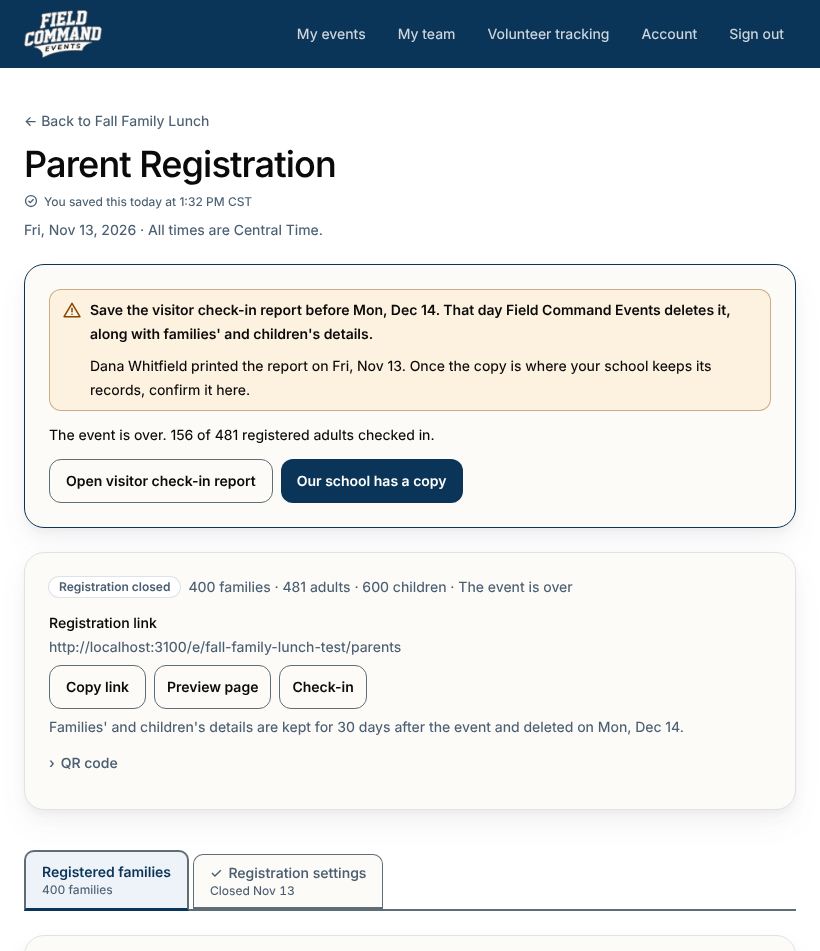 FIELD
COMMAND
EVENTS
My events
My team
Volunteer tracking
Account
Sign out
← Back to Fall Family Lunch
Parent Registration
You saved this today at 1:32 PM CST
Fri, Nov 13, 2026 · All times are Central Time.
Save the visitor check-in report before Mon, Dec 14. That day Field Command Events deletes it,
along with families' and children's details.
Dana Whitfield printed the report on Fri, Nov 13. Once the copy is where your school keeps its
records, confirm it here.
The event is over. 156 of 481 registered adults checked in.
Open visitor check-in report
Our school has a copy
Registration closed
400 families · 481 adults · 600 children · The event is over
Registration link
http://localhost:3100/e/fall-family-lunch-test/parents
Copy link
Preview page
Check-in
Families' and children's details are kept for 30 days after the event and deleted on Mon, Dec 14.
› QR code
Registered families
400 families
✓ Registration settings
Closed Nov 13